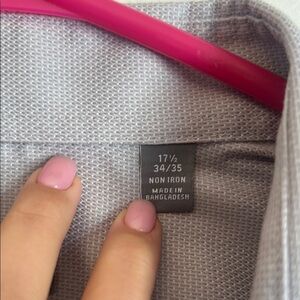 17½
34/35
NON IRON
MADE IN
BANGLADESH